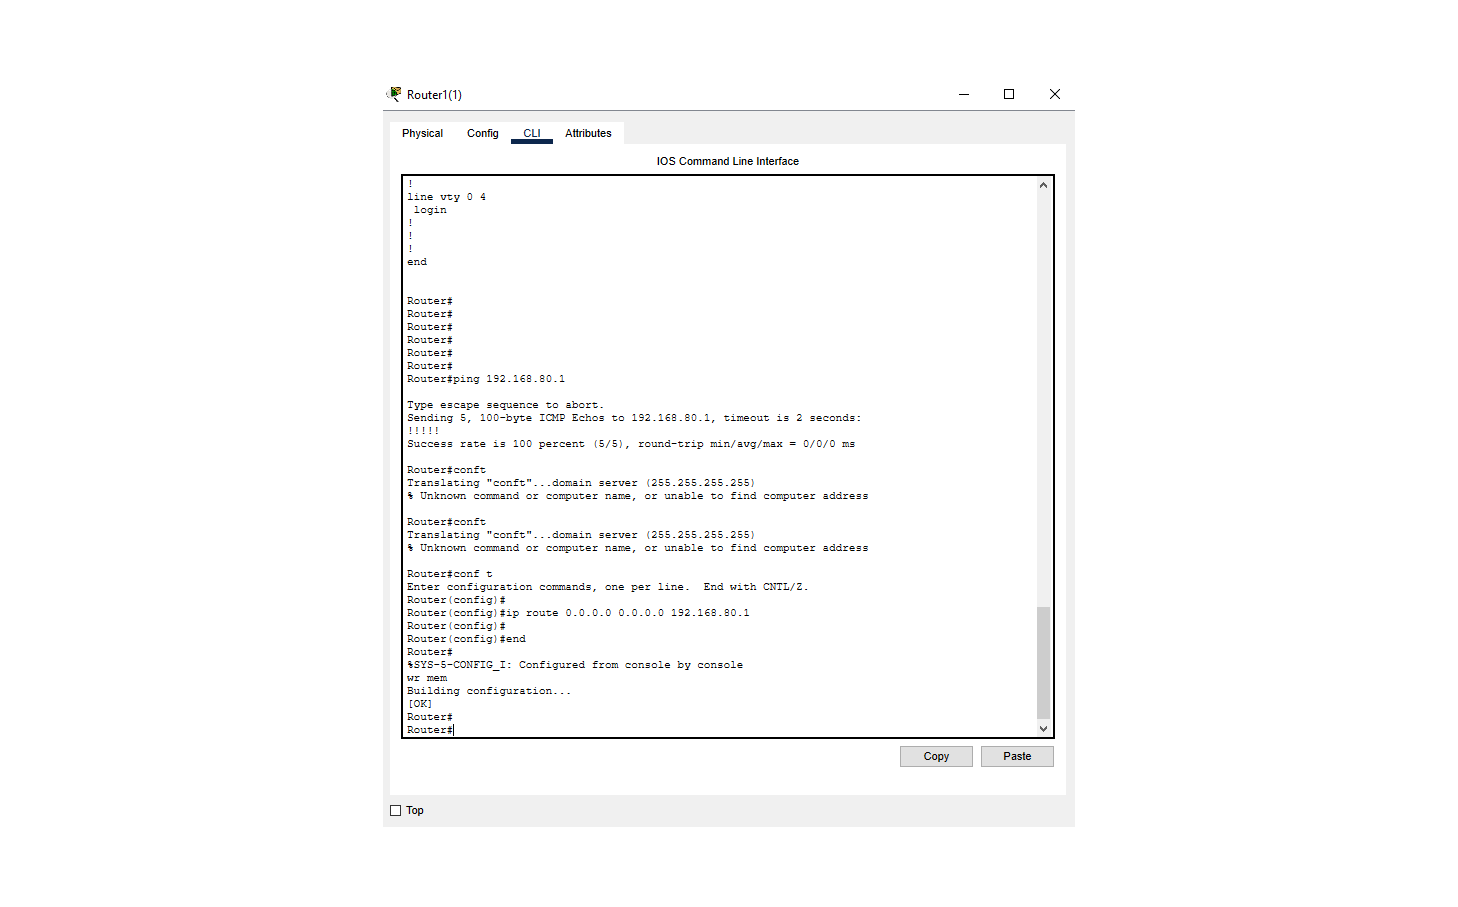 Router1(1)
Physical Config CLI Attributes
IOS Command Line Interface
!
line vty 0 4
 login
!
!
!
end
Router#
Router#
Router#
Router#
Router#
Router#
Router#ping 192.168.80.1
Type escape sequence to abort.
Sending 5, 100-byte ICMP Echos to 192.168.80.1, timeout is 2 seconds:
!!!!!
Success rate is 100 percent (5/5), round-trip min/avg/max = 0/0/0 ms
Router#conft
Translating "conft"...domain server (255.255.255.255)
% Unknown command or computer name, or unable to find computer address
Router#conft
Translating "conft"...domain server (255.255.255.255)
% Unknown command or computer name, or unable to find computer address
Router#conf t
Enter configuration commands, one per line.  End with CNTL/Z.
Router(config)#
Router(config)#ip route 0.0.0.0 0.0.0.0 192.168.80.1
Router(config)#
Router(config)#end
Router#
%SYS-5-CONFIG_I: Configured from console by console
wr mem
Building configuration...
[OK]
Router#
Router#
Copy Paste
Top